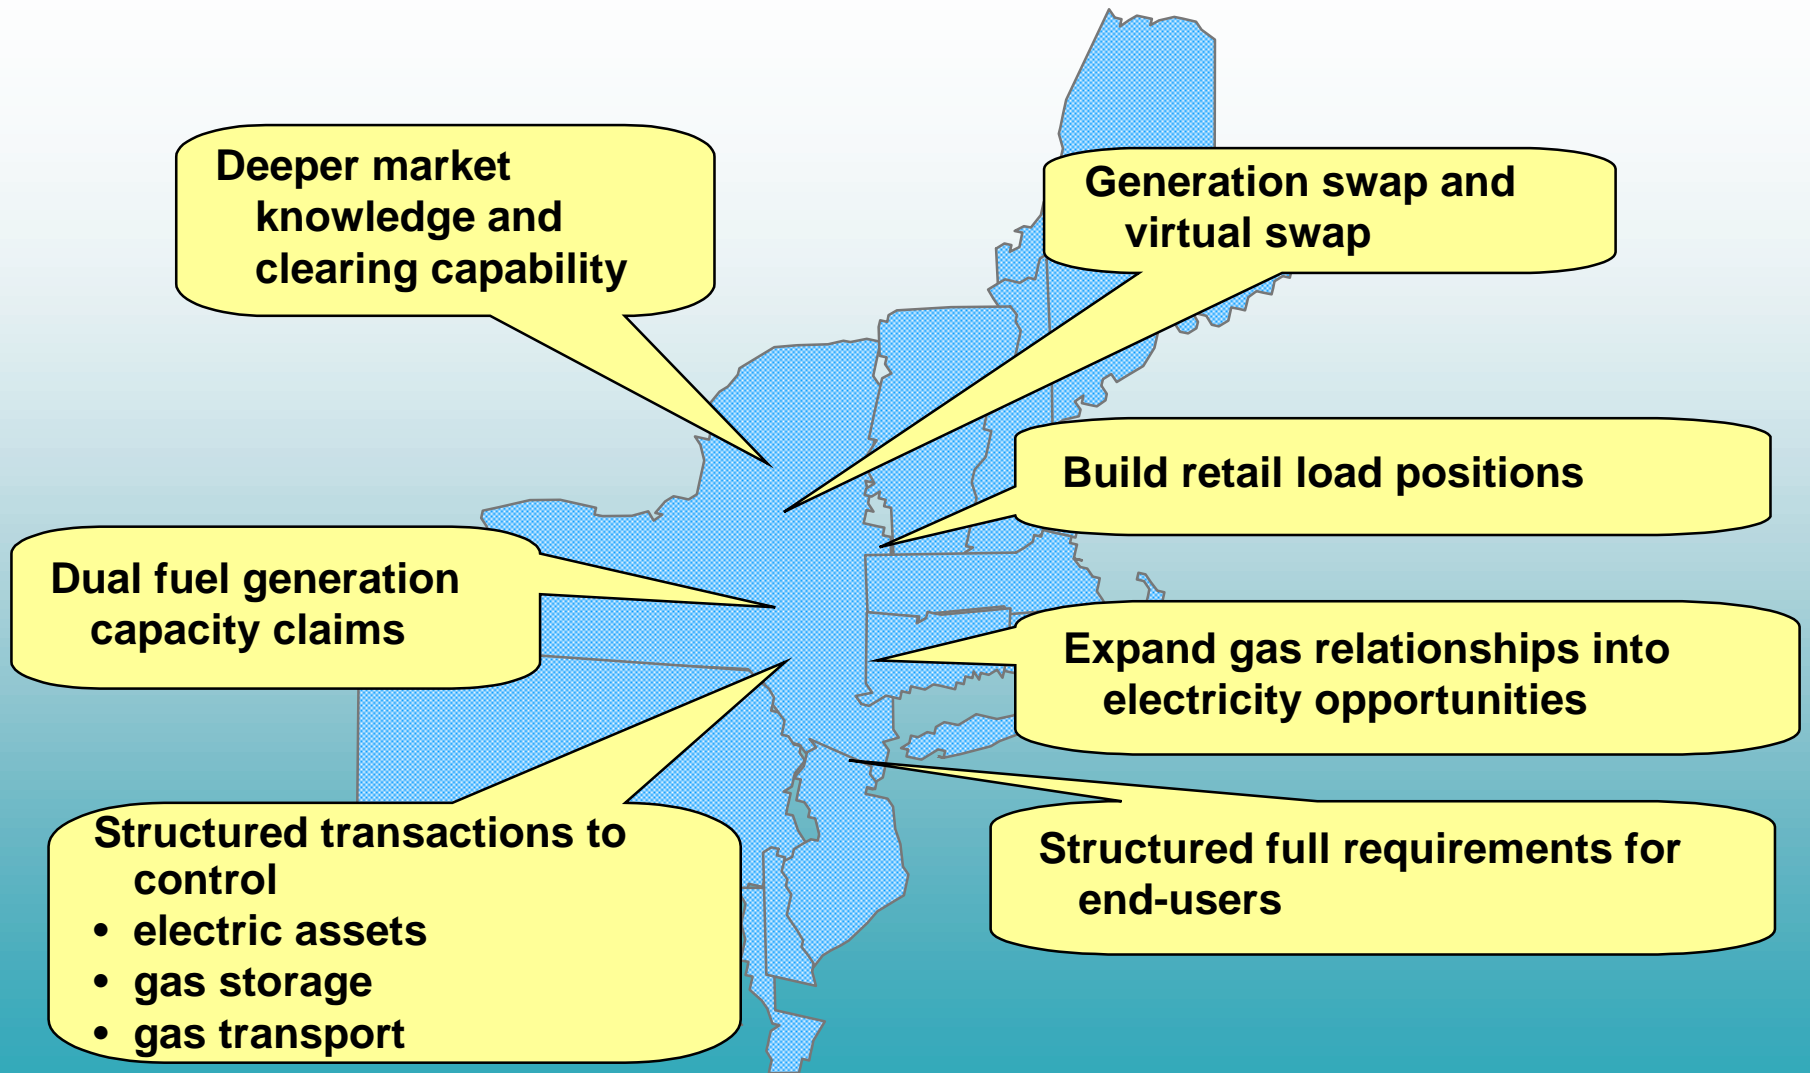 Deeper market
knowledge and
clearing capability
Generation swap and
virtual swap
Build retail load positions
Dual fuel generation
capacity claims
Expand gas relationships into
electricity opportunities
Structured transactions to
control
• electric assets
• gas storage
• gas transport
Structured full requirements for
end-users